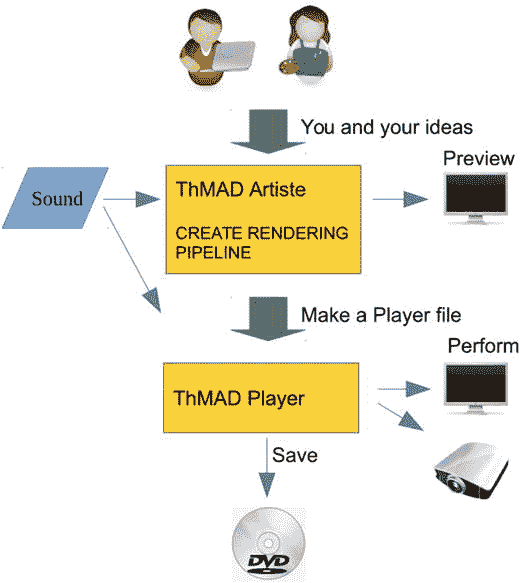 You and your ideas
Preview
Sound
ThMAD Artiste
CREATE RENDERING
PIPELINE
Make a Player file
Perform
ThMAD Player
Save
DVD